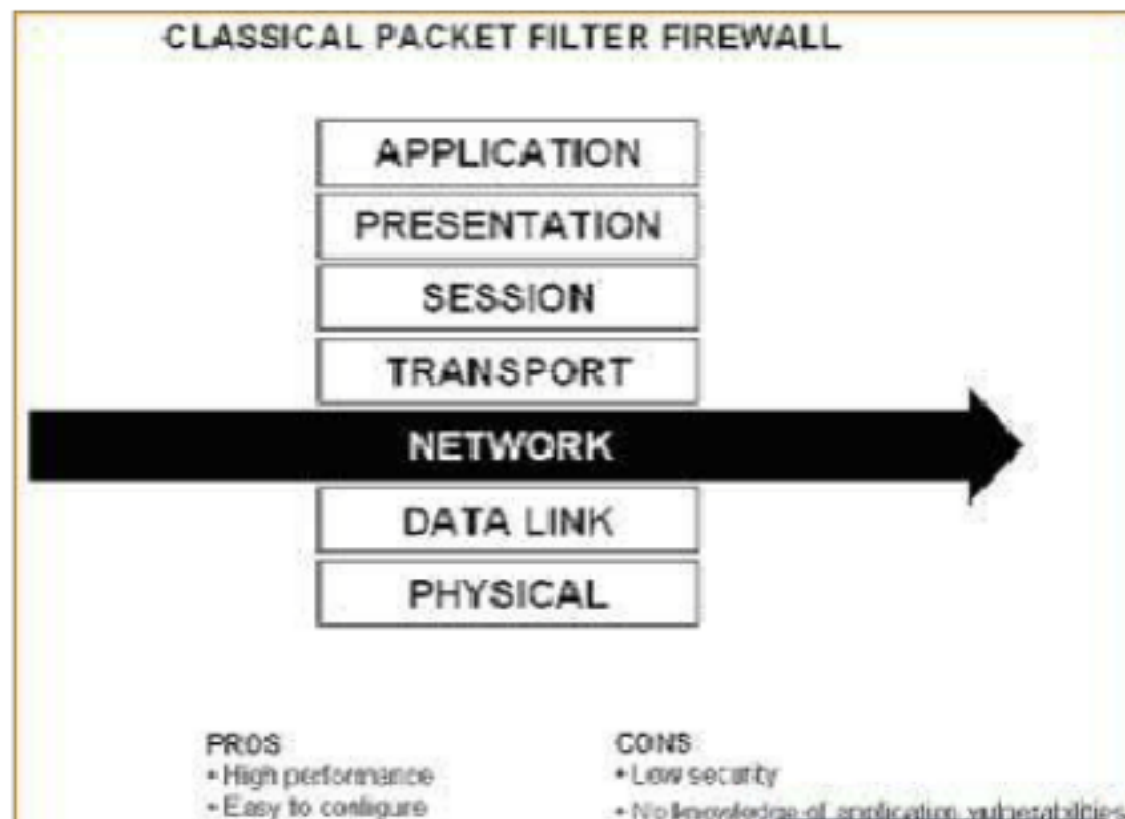 CLASSICAL PACKET FILTER FIREWALL
APPLICATION
PRESENTATION
SESSION
TRANSPORT
NETWORK
DATA LINK
PHYSICAL
PROS
• High performance
• Easy to configure
CONS
• Low security
• No knowledge of application vulnerabilities